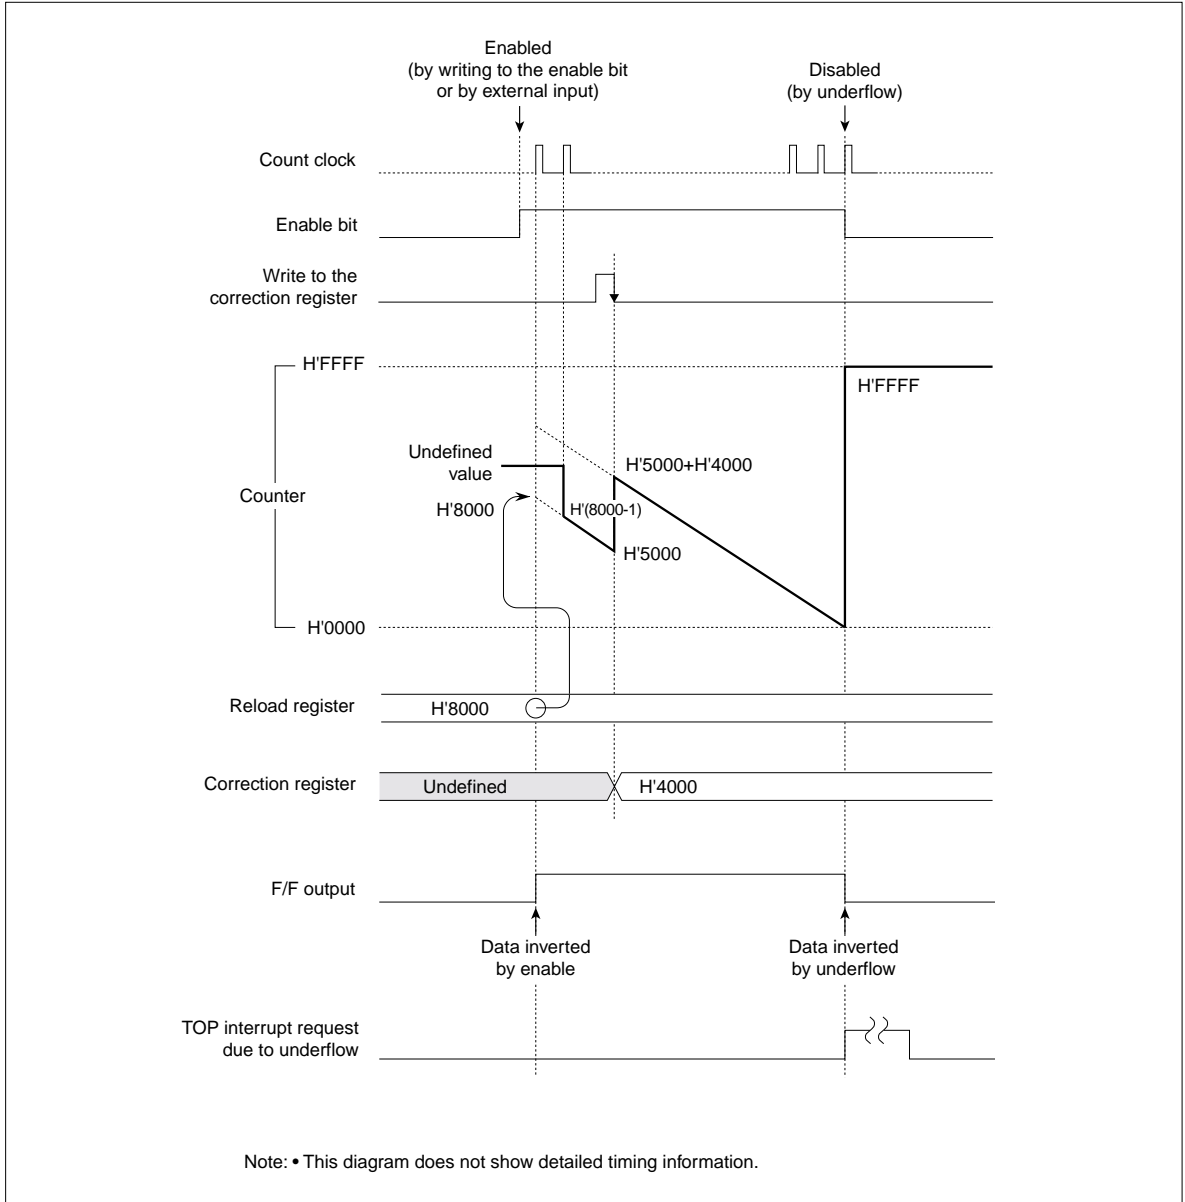 Enabled
(by writing to the enable bit
or by external input)
Disabled
(by underflow)
Count clock
Enable bit
Write to the
correction register
H'FFFF
H'FFFF
Undefined
value
H'5000+H'4000
Counter
H'8000
H'(8000-1)
H'5000
H'0000
Reload register
H'8000
Correction register
Undefined
H'4000
F/F output
Data inverted
by enable
Data inverted
by underflow
TOP interrupt request
due to underflow
Note: • This diagram does not show detailed timing information.